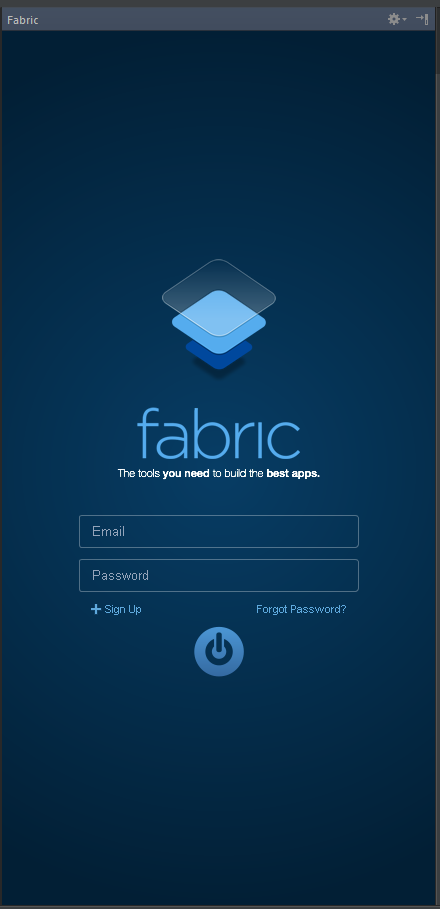 Fabric
fabric
The tools you need to build the best apps.
Email
Password
+ Sign Up
Forgot Password?